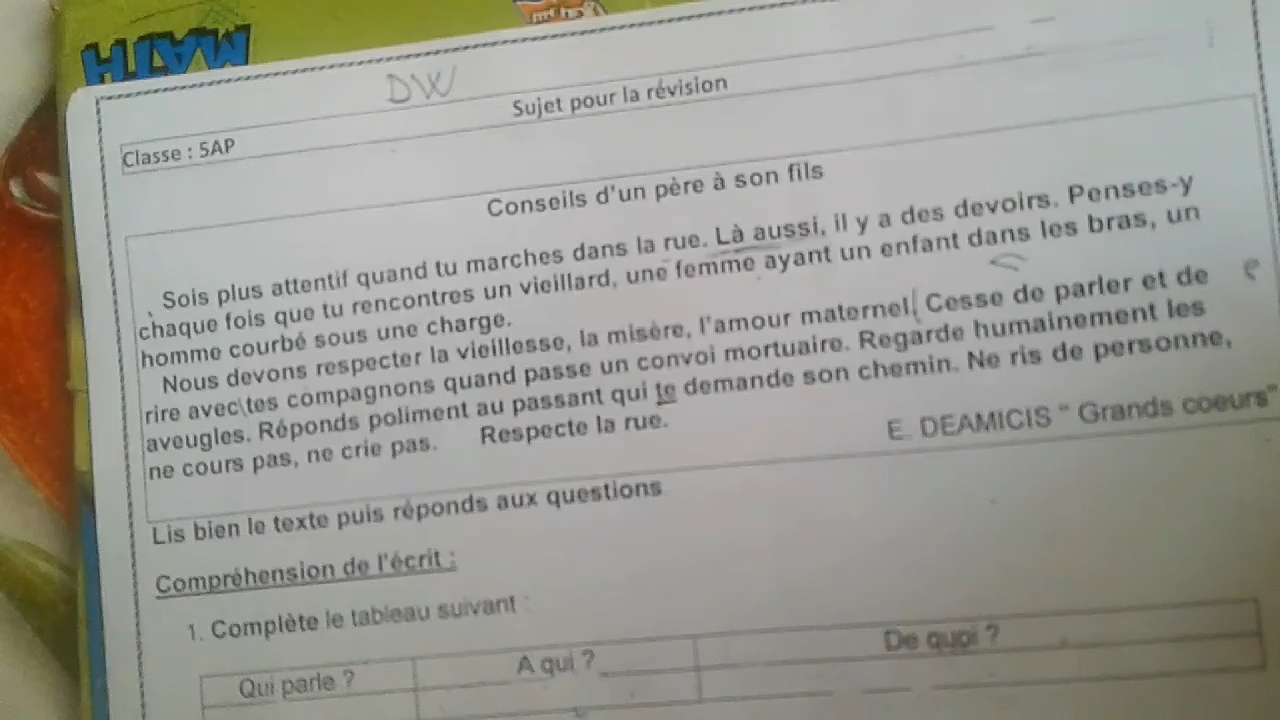 MATH
DW
Sujet pour la révision
Classe : 5AP
Conseils d'un père à son fils
Sois plus attentif quand tu marches dans la rue. Là aussi, il y a des devoirs. Penses-y
chaque fois que tu rencontres un vieillard, une femme ayant un enfant dans les bras, un
homme courbé sous une charge.
Nous devons respecter la vieillesse, la misère, l'amour maternel. Cesse de parler et de
rire avec tes compagnons quand passe un convoi mortuaire. Regarde humainement les
aveugles. Réponds poliment au passant qui te demande son chemin. Ne ris de personne,
ne cours pas, ne crie pas. Respecte la rue.
E. DEAMICIS " Grands coeurs"
Lis bien le texte puis réponds aux questions
Compréhension de l'écrit :
1. Complète le tableau suivant :
Qui parle ? A qui ? De quoi ?